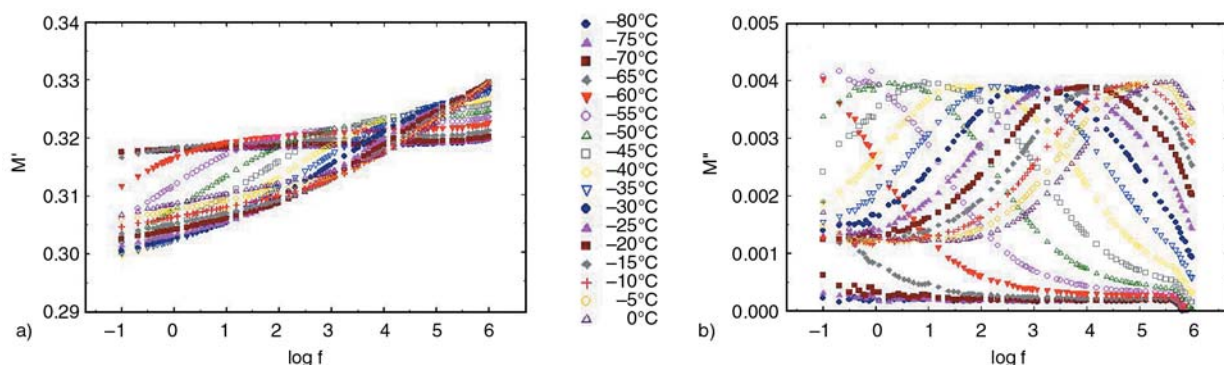 0.34
0.33
0.32
0.31
0.30
0.29
M'
–1 0 1 2 3 4 5 6
log f
a)
–80°C
–75°C
–70°C
–65°C
–60°C
–55°C
–50°C
–45°C
–40°C
–35°C
–30°C
–25°C
–20°C
–15°C
–10°C
–5°C
0°C
0.005
0.004
0.003
0.002
0.001
0.000
M"
–1 0 1 2 3 4 5 6
log f
b)